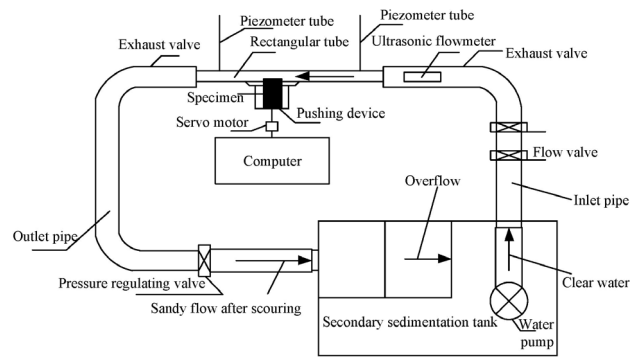 Piezometer tube
Piezometer tube
Exhaust valve
Rectangular tube
Ultrasonic flowmeter
Exhaust valve
Specimen
Pushing device
Servo motor
Computer
Flow valve
Overflow
Inlet pipe
Outlet pipe
Pressure regulating valve
Sandy flow after scouring
Clear water
Secondary sedimentation tank
Water
pump